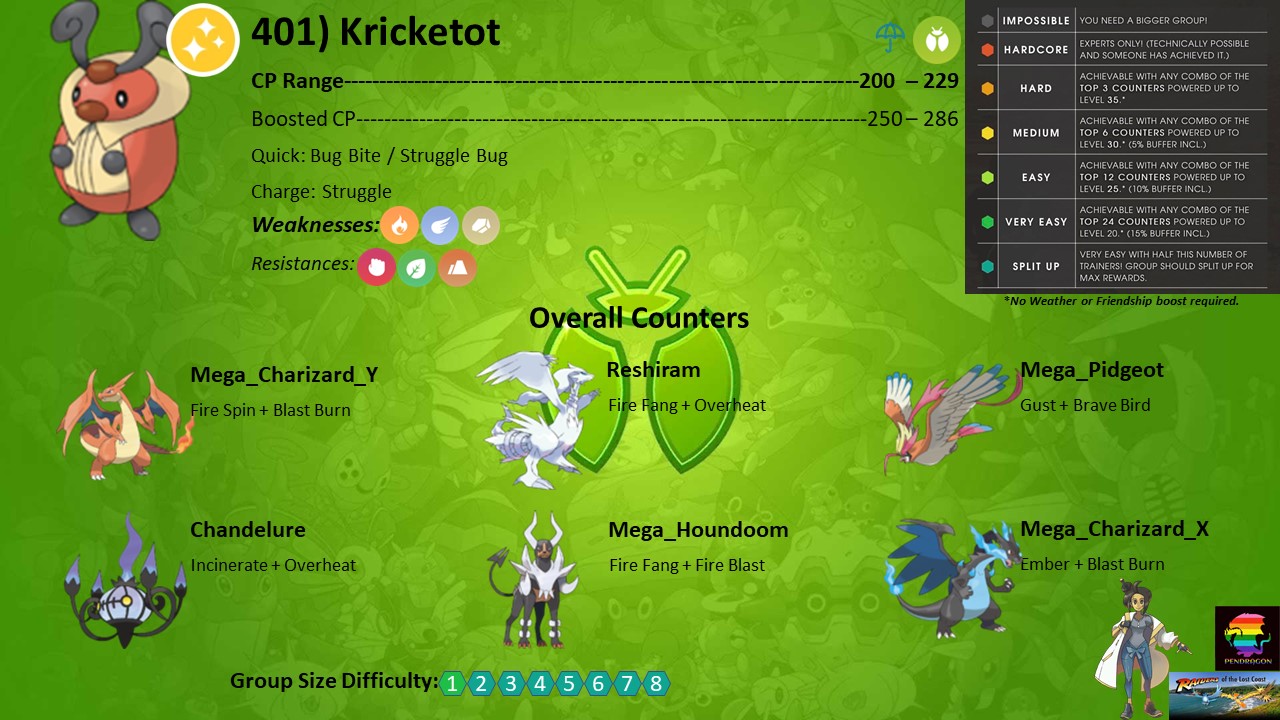 401) Kricketot
CP Range---200 – 229
Boosted CP---250 – 286
Quick: Bug Bite / Struggle Bug
Charge: Struggle
Weaknesses:
Resistances:
IMPOSSIBLE YOU NEED A BIGGER GROUP!
HARDCORE EXPERTS ONLY! (TECHNICALLY POSSIBLE
AND SOMEONE HAS ACHIEVED IT.)
HARD ACHIEVABLE WITH ANY COMBO OF THE
TOP 3 COUNTERS POWERED UP TO
LEVEL 35.*
MEDIUM ACHIEVABLE WITH ANY COMBO OF THE
TOP 6 COUNTERS POWERED UP TO
LEVEL 30.* (5% BUFFER INCL.)
EASY ACHIEVABLE WITH ANY COMBO OF THE
TOP 12 COUNTERS POWERED UP TO
LEVEL 25.* (10% BUFFER INCL.)
VERY EASY ACHIEVABLE WITH ANY COMBO OF THE
TOP 24 COUNTERS POWERED UP TO
LEVEL 20.* (15% BUFFER INCL.)
SPLIT UP VERY EASY WITH HALF THIS NUMBER OF
TRAINERS! GROUP SHOULD SPLIT UP FOR
MAX REWARDS.
*No Weather or Friendship boost required.
Overall Counters
Mega_Charizard_Y
Fire Spin + Blast Burn
Reshiram
Fire Fang + Overheat
Mega_Pidgeot
Gust + Brave Bird
Chandelure
Incinerate + Overheat
Mega_Houndoom
Fire Fang + Fire Blast
Mega_Charizard_X
Ember + Blast Burn
Group Size Difficulty: 1 2 3 4 5 6 7 8
PENDRAGON
RAIDERS of the Lost Coast